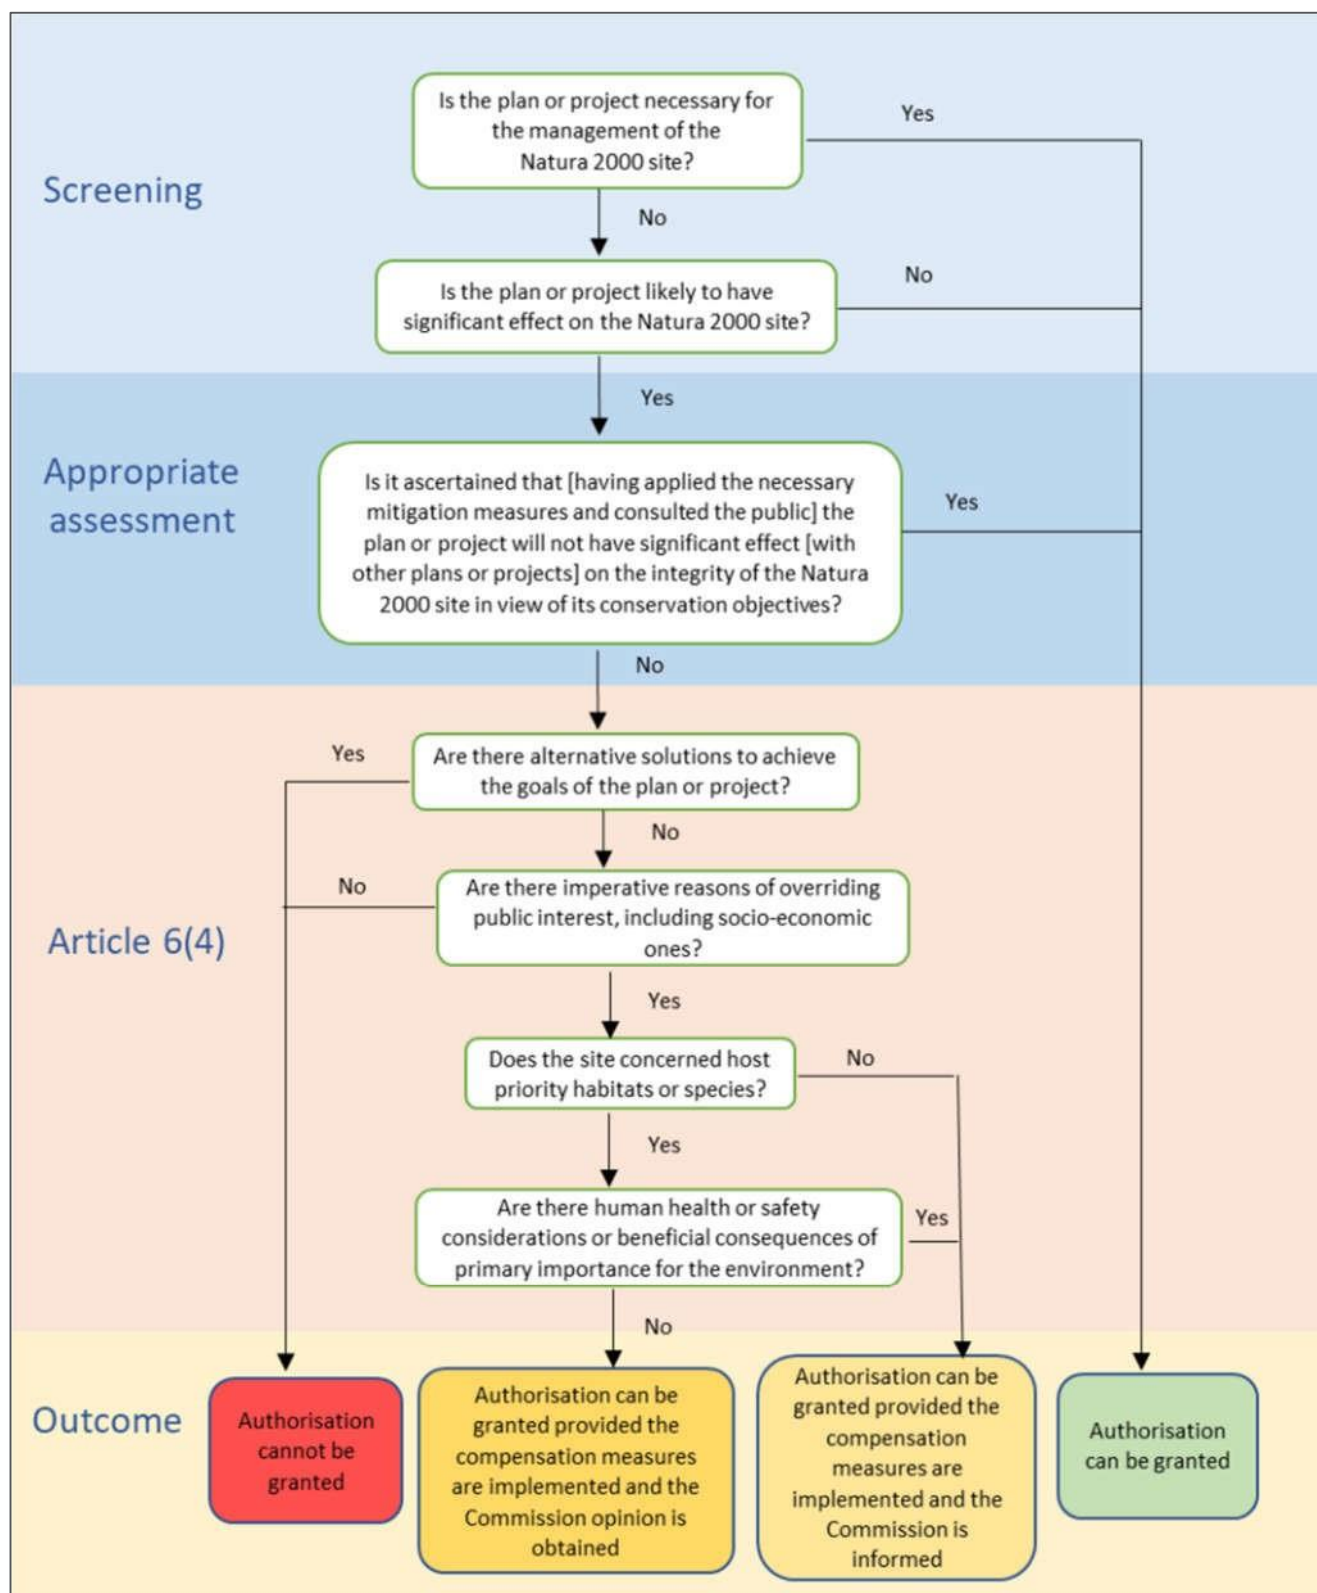 Is the plan or project necessary for
the management of the
Natura 2000 site?
Yes
Screening
No
Is the plan or project likely to have
significant effect on the Natura 2000 site?
No
Yes
Appropriate
assessment
Is it ascertained that [having applied the necessary
mitigation measures and consulted the public] the
plan or project will not have significant effect [with
other plans or projects] on the integrity of the Natura
2000 site in view of its conservation objectives?
Yes
No
Yes
Are there alternative solutions to achieve
the goals of the plan or project?
No
No
Are there imperative reasons of overriding
public interest, including socio-economic
ones?
Article 6(4)
Yes
Does the site concerned host
priority habitats or species?
No
Yes
Are there human health or safety
considerations or beneficial consequences of
primary importance for the environment?
Yes
No
Outcome
Authorisation
cannot be
granted
Authorisation can be
granted provided the
compensation measures
are implemented and the
Commission opinion is
obtained
Authorisation can be
granted provided the
compensation
measures are
implemented and the
Commission is
informed
Authorisation
can be granted